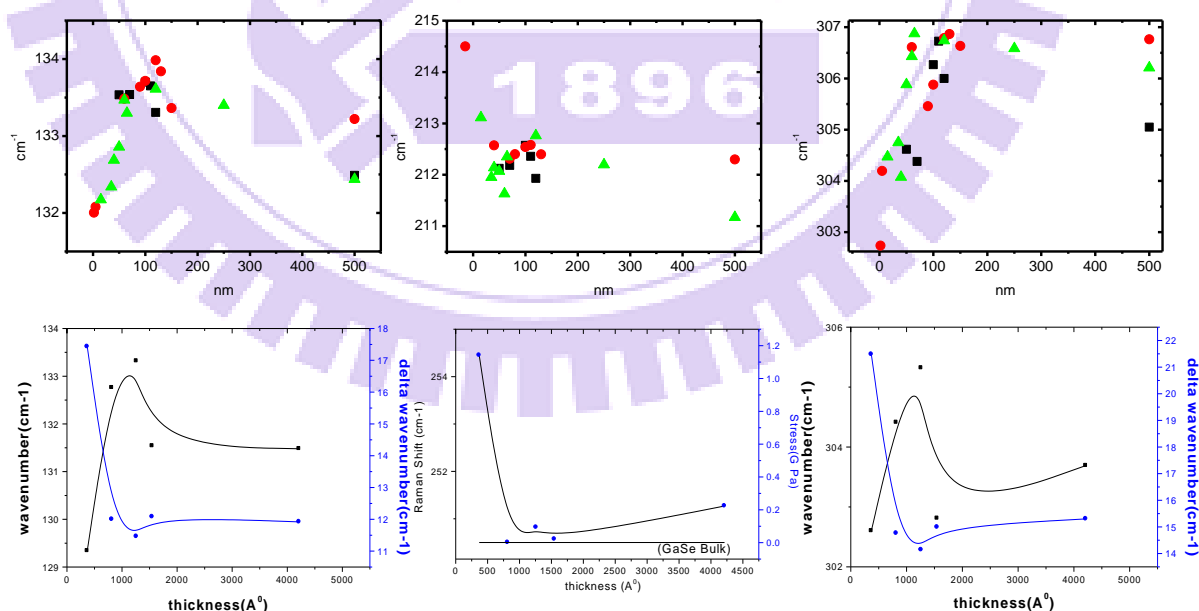 134
133
132
cm⁻¹
0 100 200 300 400 500
nm
215
214
213
212
211
cm⁻¹
0 100 200 300 400 500
nm
307
306
305
304
303
cm⁻¹
0 100 200 300 400 500
nm
1896
134
133
132
131
130
129
wavenumber(cm-1)
18
17
16
15
14
13
12
11
delta wavenumber(cm-1)
0 1000 2000 3000 4000 5000
thickness(A⁰)
254
252
Raman Shift (cm-1)
1.2
1.0
0.8
0.6
0.4
0.2
0.0
Stress(G Pa)
(GaSe Bulk)
0 500 1000 1500 2000 2500 3000 3500 4000 4500
thickness (A⁰)
306
304
302
wavenumber(cm-1)
22
21
20
19
18
17
16
15
14
delta wavenumber(cm-1)
0 1000 2000 3000 4000 5000
thickness(A⁰)